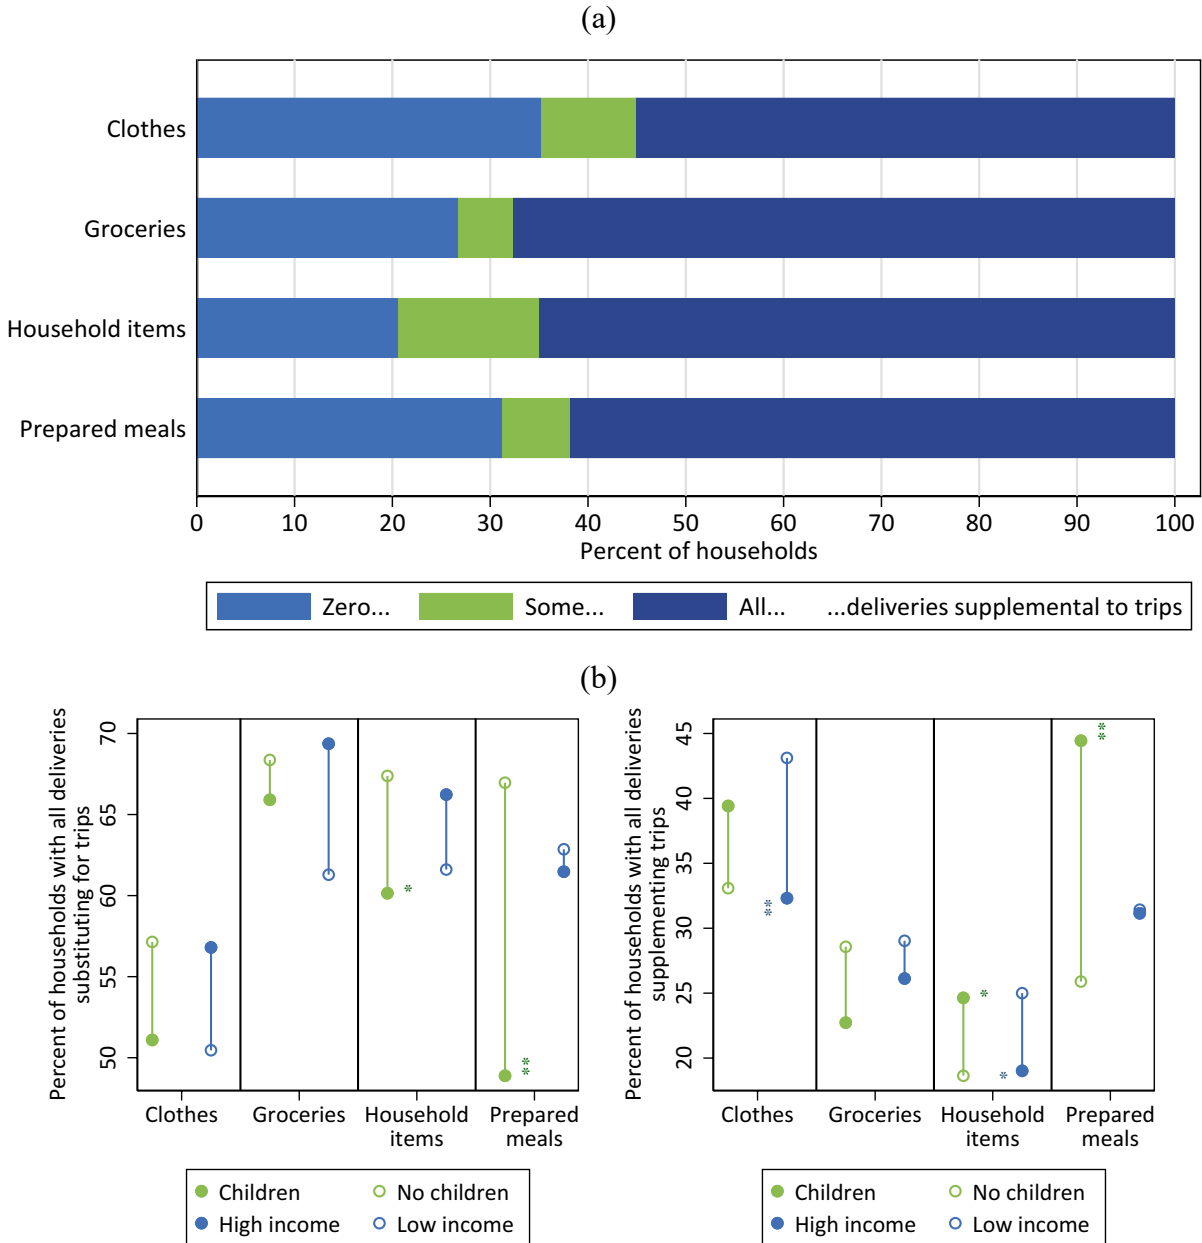 (a)
Clothes
Groceries
Household items
Prepared meals
0 10 20 30 40 50 60 70 80 90 100
Percent of households
Zero... Some... All... ...deliveries supplemental to trips
(b)
Percent of households with all deliveries
substituting for trips
70
65
60
55
50
*
**
Clothes Groceries Household Prepared
items meals
Children No children
High income Low income
Percent of households with all deliveries
supplementing trips
45
40
35
30
25
20
**
**
*
*
Clothes Groceries Household Prepared
items meals
Children No children
High income Low income